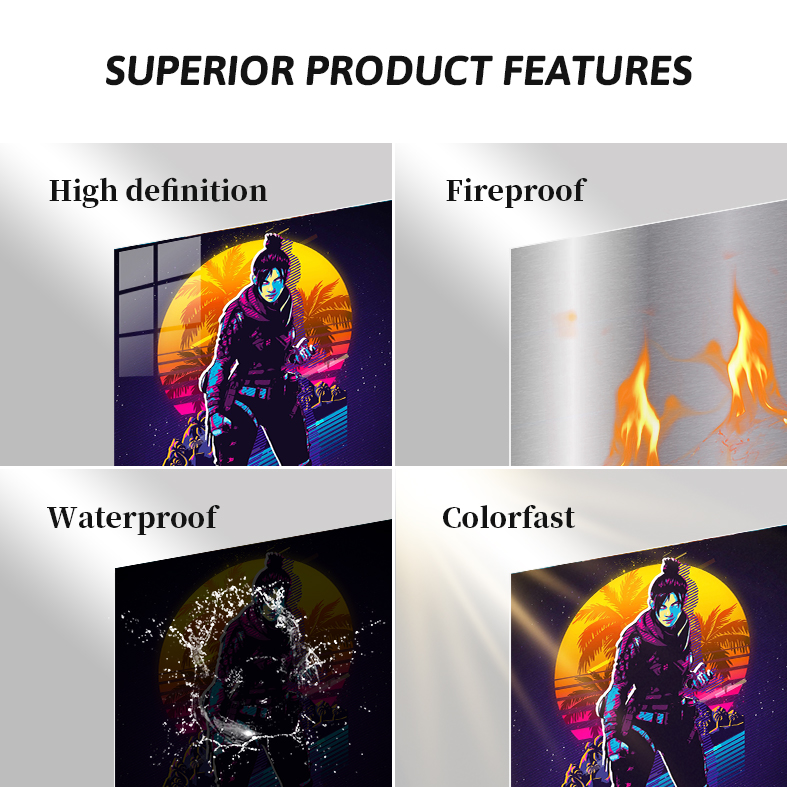 SUPERIOR PRODUCT FEATURES
High definition
Fireproof
Waterproof
Colorfast